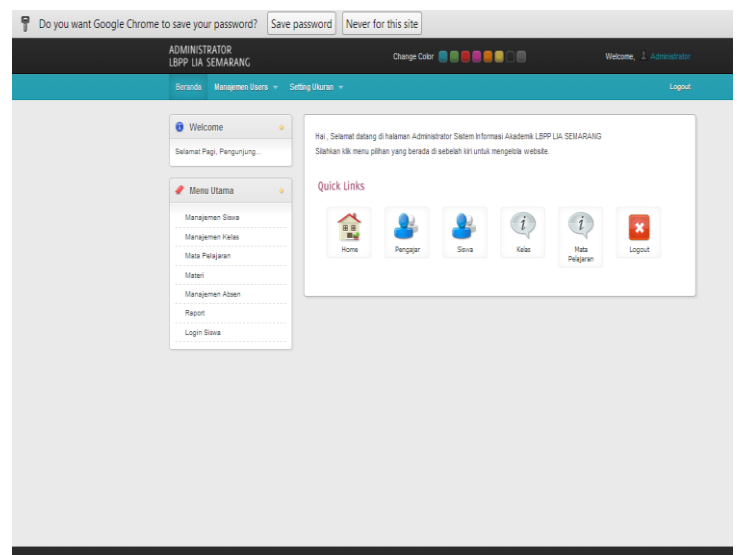 Do you want Google Chrome to save your password? Save password Never for this site
ADMINISTRATOR
LBPP LIA SEMARANG
Change Color
Welcome, Administrator
Beranda Manajemen Users Setting Ukuran Logout
Welcome
Selamat Pagi, Pengunjung...
Menu Utama
Manajemen Siswa
Manajemen Kelas
Mata Pelajaran
Materi
Manajemen Absen
Raport
Login Siswa
Hai , Selamat datang di halaman Administrator Sistem Informasi Akademik LBPP LIA SEMARANG
Silahkan klik menu pilihan yang berada di sebelah kiri untuk mengelola website.
Quick Links
Home Pengajar Siswa Kelas Mata Pelajaran Logout